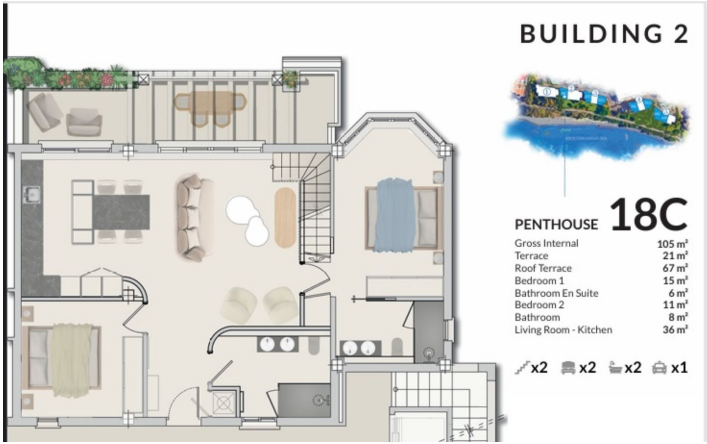 BUILDING 2
PENTHOUSE 18C
Gross Internal 105 m²
Terrace 21 m²
Roof Terrace 67 m²
Bedroom 1 15 m²
Bathroom En Suite 6 m²
Bedroom 2 11 m²
Bathroom 8 m²
Living Room - Kitchen 36 m²
x2 x2 x2 x1